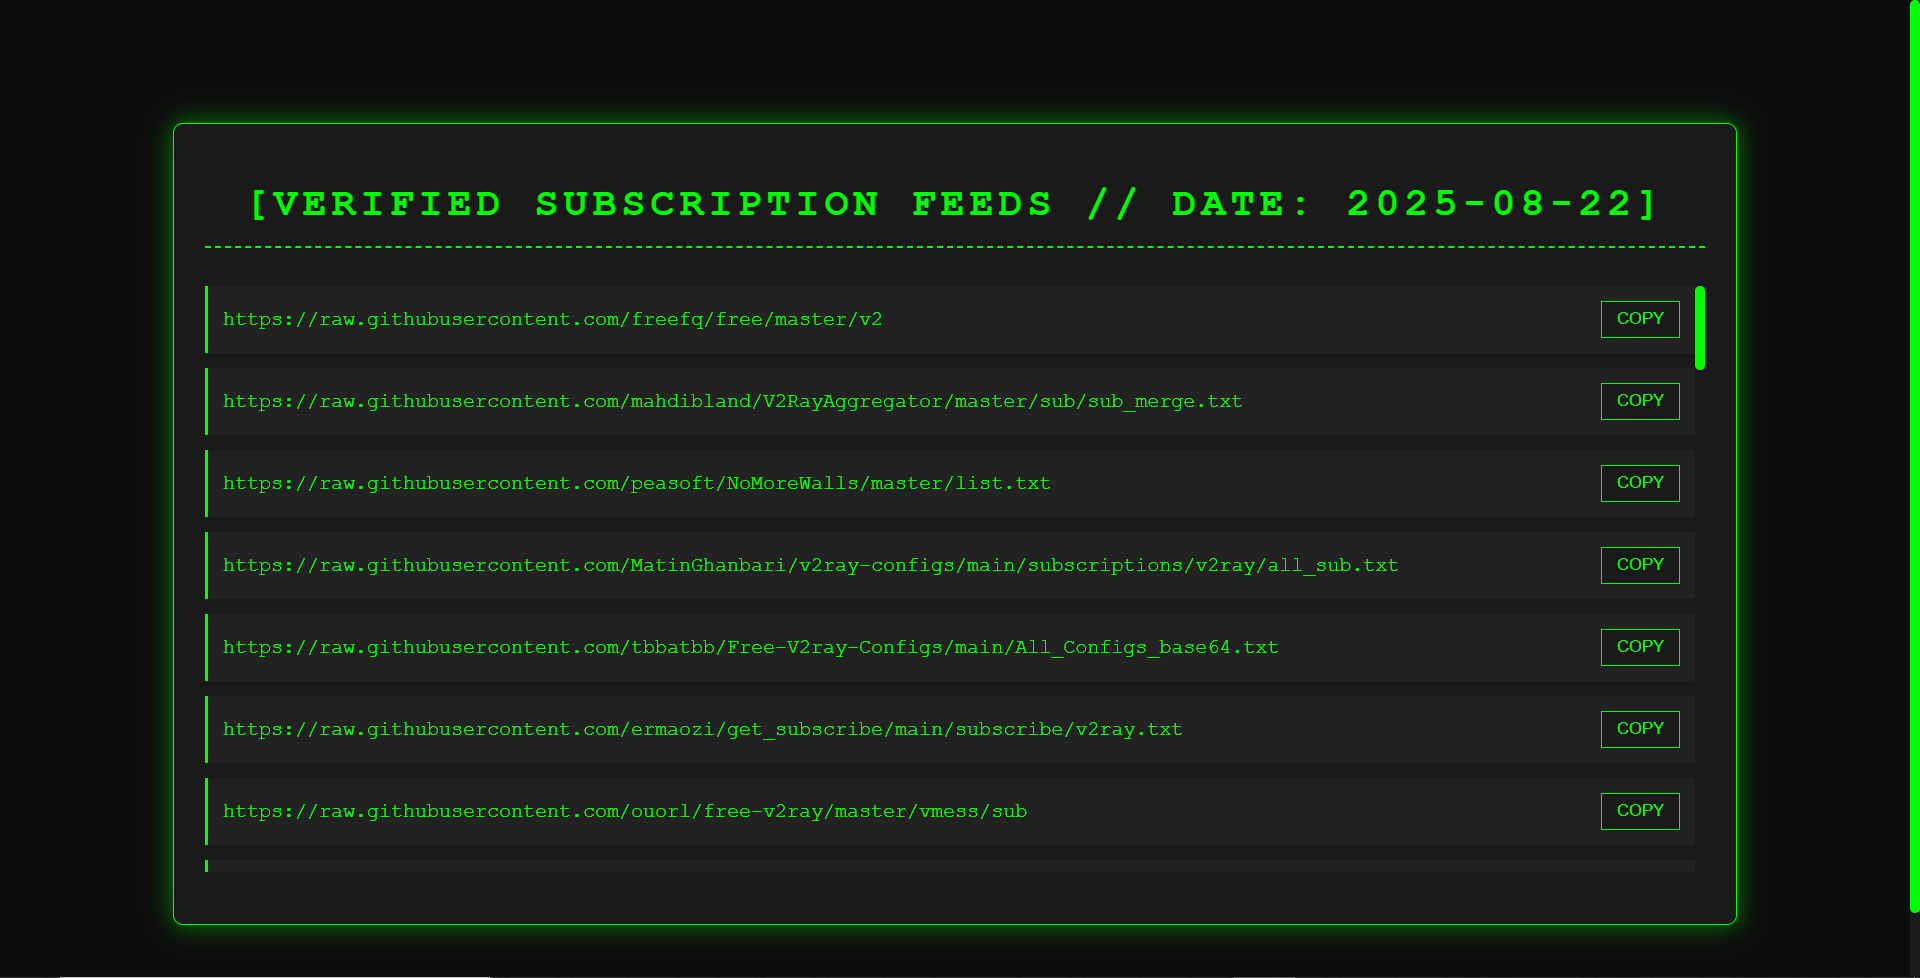 [VERIFIED SUBSCRIPTION FEEDS // DATE: 2025-08-22]
https://raw.githubusercontent.com/freefq/free/master/v2 COPY
https://raw.githubusercontent.com/mahdibland/V2RayAggregator/master/sub/sub_merge.txt COPY
https://raw.githubusercontent.com/peasoft/NoMoreWalls/master/list.txt COPY
https://raw.githubusercontent.com/MatinGhanbari/v2ray-configs/main/subscriptions/v2ray/all_sub.txt COPY
https://raw.githubusercontent.com/tbbatbb/Free-V2ray-Configs/main/All_Configs_base64.txt COPY
https://raw.githubusercontent.com/ermaozi/get_subscribe/main/subscribe/v2ray.txt COPY
https://raw.githubusercontent.com/ouorl/free-v2ray/master/vmess/sub COPY